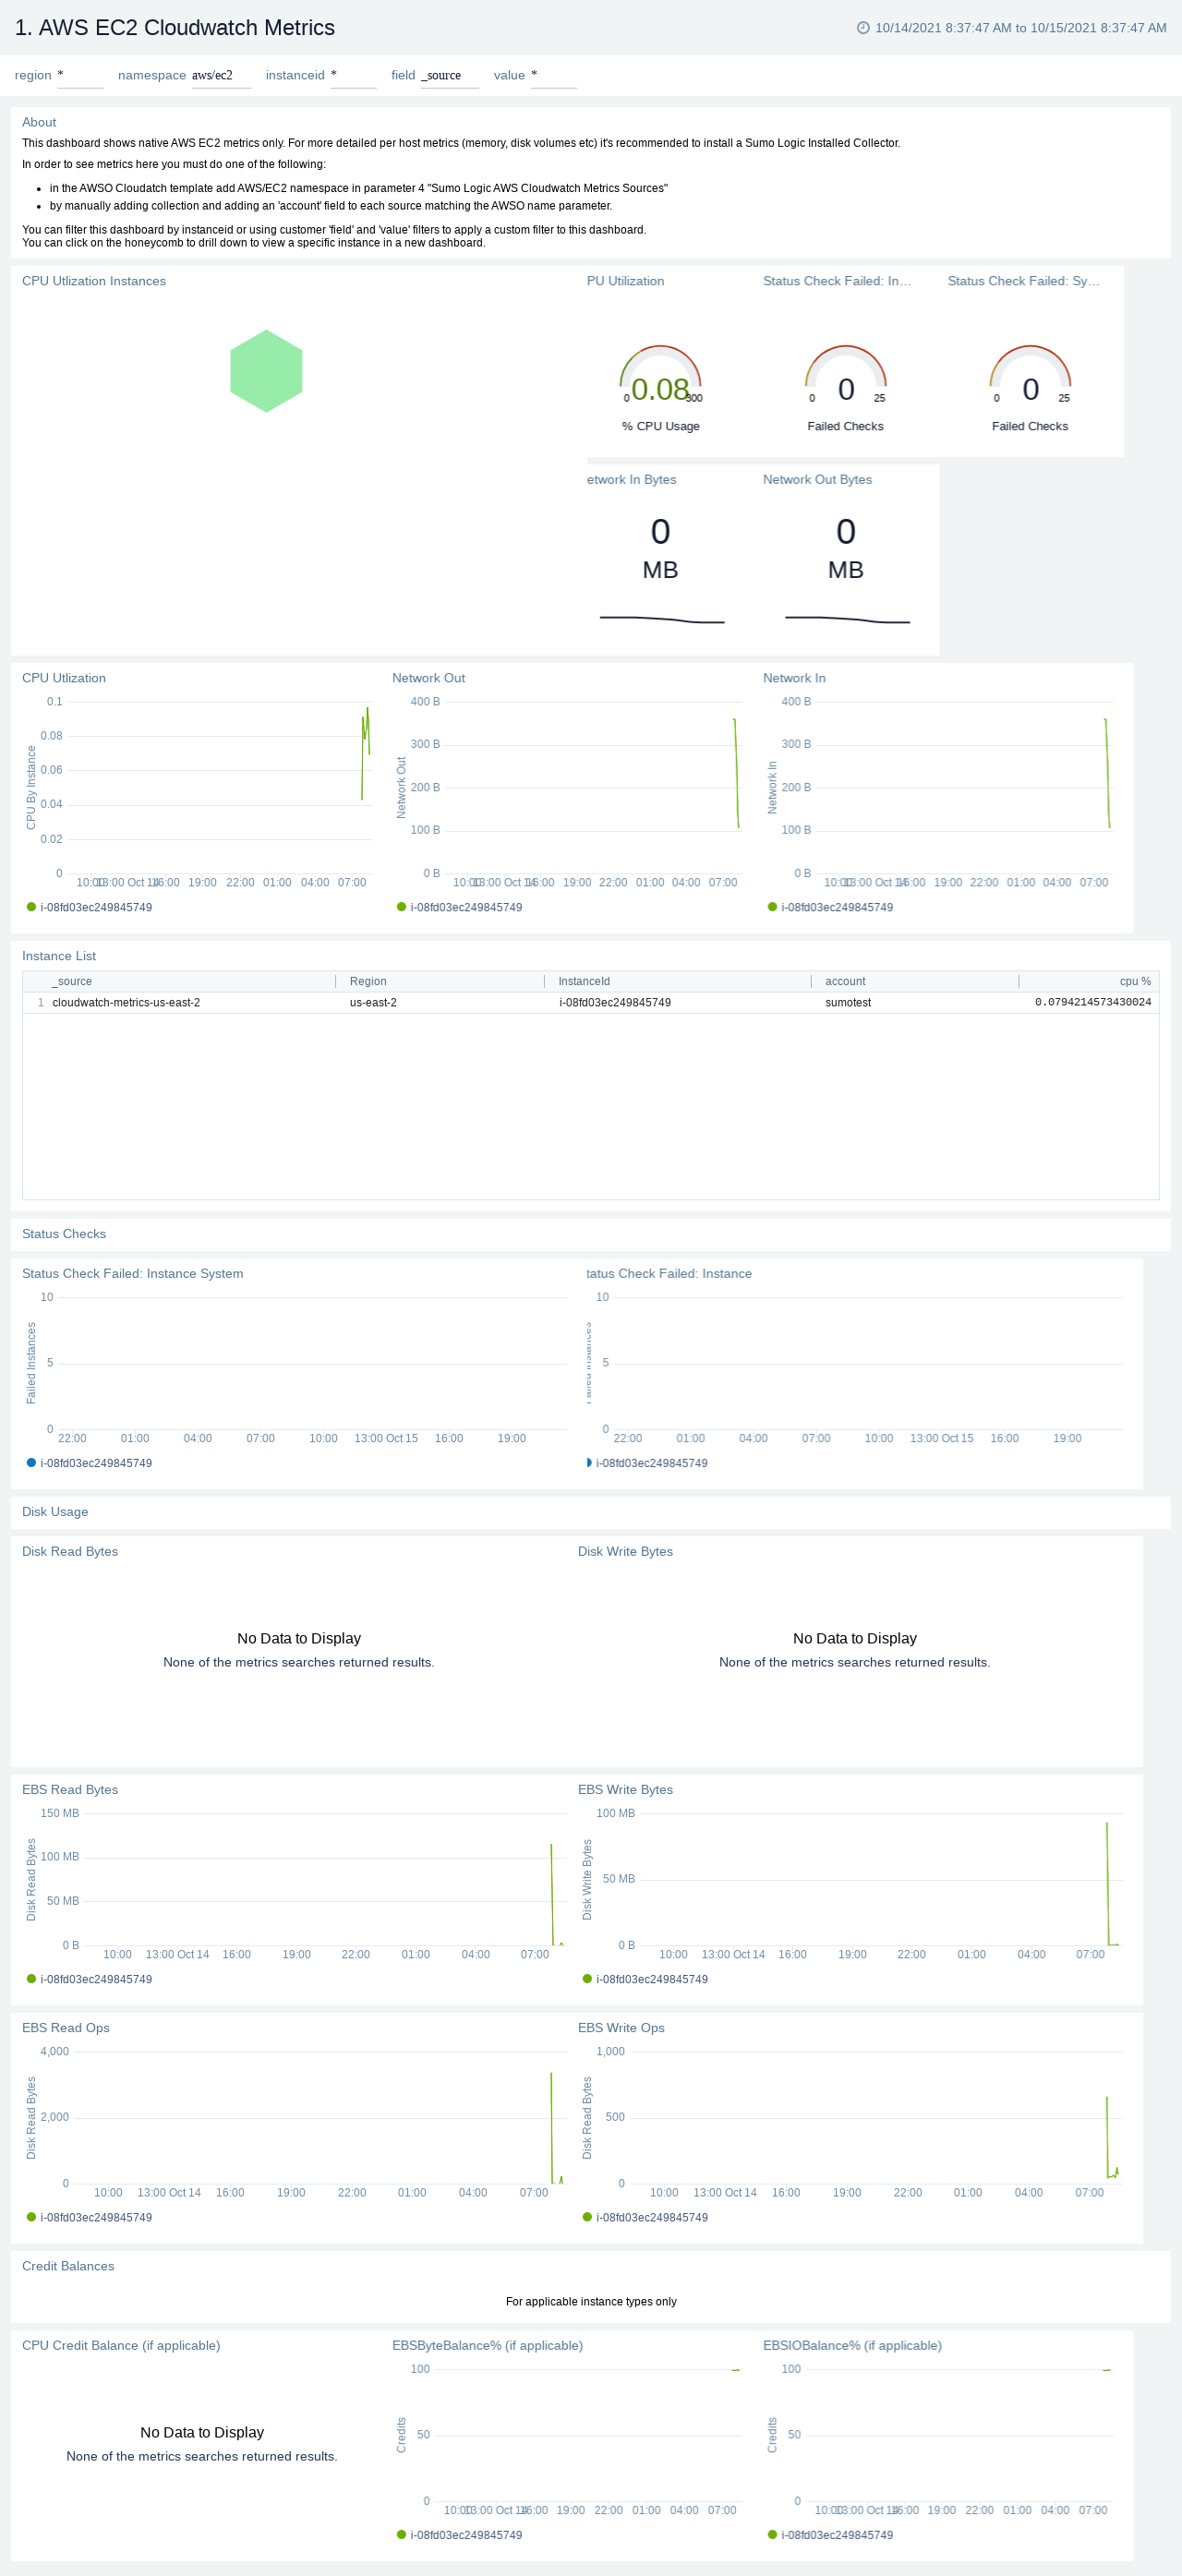 1. AWS EC2 Cloudwatch Metrics
10/14/2021 8:37:47 AM to 10/15/2021 8:37:47 AM
region * namespace aws/ec2 instanceid * field _source value *
About
This dashboard shows native AWS EC2 metrics only. For more detailed per host metrics (memory, disk volumes etc) it's recommended to install a Sumo Logic Installed Collector.
In order to see metrics here you must do one of the following:
• in the AWSO Cloudatch template add AWS/EC2 namespace in parameter 4 "Sumo Logic AWS Cloudwatch Metrics Sources"
• by manually adding collection and adding an 'account' field to each source matching the AWSO name parameter.
You can filter this dashboard by instanceid or using customer 'field' and 'value' filters to apply a custom filter to this dashboard.
You can click on the honeycomb to drill down to view a specific instance in a new dashboard.
CPU Utlization Instances
PU Utilization
0.08
0 300
% CPU Usage
Status Check Failed: In…
0
0 25
Failed Checks
Status Check Failed: Sy…
0
0 25
Failed Checks
etwork In Bytes
0
MB
Network Out Bytes
0
MB
CPU Utlization
CPU By Instance
0.1
0.08
0.06
0.04
0.02
0
10:00 13:00 Oct 14 16:00 19:00 22:00 01:00 04:00 07:00
i-08fd03ec249845749
Network Out
Network Out
400 B
300 B
200 B
100 B
0 B
10:00 13:00 Oct 14 16:00 19:00 22:00 01:00 04:00 07:00
i-08fd03ec249845749
Network In
Network In
400 B
300 B
200 B
100 B
0 B
10:00 13:00 Oct 14 16:00 19:00 22:00 01:00 04:00 07:00
i-08fd03ec249845749
Instance List
_source Region InstanceId account cpu %
1 cloudwatch-metrics-us-east-2 us-east-2 i-08fd03ec249845749 sumotest 0.0794214573430024
Status Checks
Status Check Failed: Instance System
Failed Instances
10
5
0
22:00 01:00 04:00 07:00 10:00 13:00 Oct 15 16:00 19:00
i-08fd03ec249845749
tatus Check Failed: Instance
Failed Instances
10
5
0
22:00 01:00 04:00 07:00 10:00 13:00 Oct 15 16:00 19:00
i-08fd03ec249845749
Disk Usage
Disk Read Bytes
No Data to Display
None of the metrics searches returned results.
Disk Write Bytes
No Data to Display
None of the metrics searches returned results.
EBS Read Bytes
Disk Read Bytes
150 MB
100 MB
50 MB
0 B
10:00 13:00 Oct 14 16:00 19:00 22:00 01:00 04:00 07:00
i-08fd03ec249845749
EBS Write Bytes
Disk Write Bytes
100 MB
50 MB
0 B
10:00 13:00 Oct 14 16:00 19:00 22:00 01:00 04:00 07:00
i-08fd03ec249845749
EBS Read Ops
Disk Read Bytes
4,000
2,000
0
10:00 13:00 Oct 14 16:00 19:00 22:00 01:00 04:00 07:00
i-08fd03ec249845749
EBS Write Ops
Disk Read Bytes
1,000
500
0
10:00 13:00 Oct 14 16:00 19:00 22:00 01:00 04:00 07:00
i-08fd03ec249845749
Credit Balances
For applicable instance types only
CPU Credit Balance (if applicable)
No Data to Display
None of the metrics searches returned results.
EBSByteBalance% (if applicable)
Credits
100
50
0
10:00 13:00 Oct 14 16:00 19:00 22:00 01:00 04:00 07:00
i-08fd03ec249845749
EBSIOBalance% (if applicable)
Credits
100
50
0
10:00 13:00 Oct 14 16:00 19:00 22:00 01:00 04:00 07:00
i-08fd03ec249845749